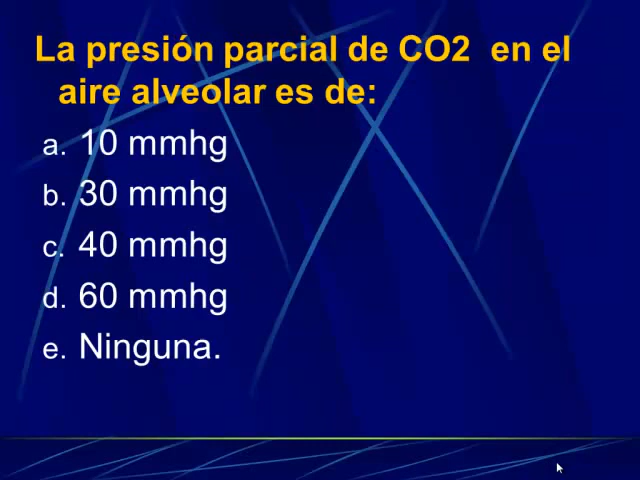 La presión parcial de CO2 en el
aire alveolar es de:
a. 10 mmhg
b. 30 mmhg
c. 40 mmhg
d. 60 mmhg
e. Ninguna.